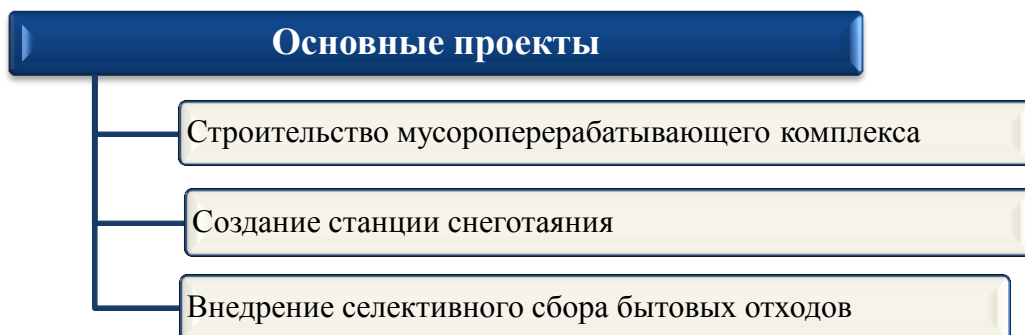 Основные проекты
Строительство мусороперерабатывающего комплекса
Создание станции снеготаяния
Внедрение селективного сбора бытовых отходов